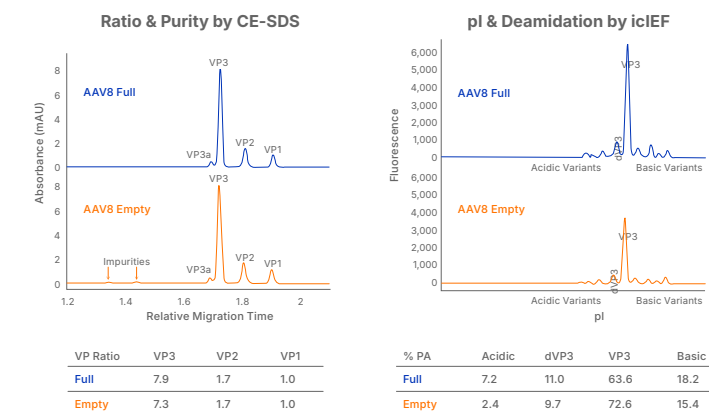 Ratio & Purity by CE-SDS
Absorbance (mAU)
8
6
4
2
0
8
6
4
2
0
AAV8 Full
VP3
VP3a
VP2
VP1
AAV8 Empty
VP3
Impurities
VP3a
VP2
VP1
1.2
1.4
1.6
1.8
2
Relative Migration Time
VP Ratio VP3 VP2 VP1
Full 7.9 1.7 1.0
Empty 7.3 1.7 1.0
pI & Deamidation by icIEF
Fluorescence
6,000
5,000
4,000
3,000
2,000
1,000
0
6,000
5,000
4,000
3,000
2,000
1,000
0
AAV8 Full
VP3
dVP3
Acidic Variants
Basic Variants
AAV8 Empty
VP3
dVP3
Acidic Variants
Basic Variants
pI
% PA Acidic dVP3 VP3 Basic
Full 7.2 11.0 63.6 18.2
Empty 2.4 9.7 72.6 15.4